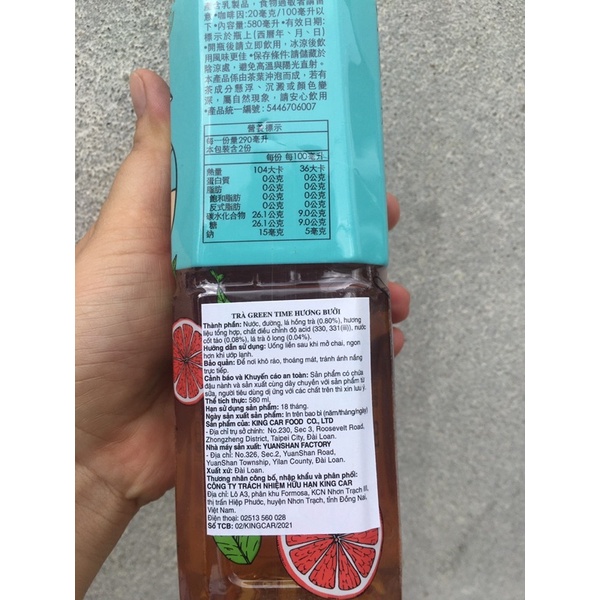 產含乳製品，食物過敏者請留
意•咖啡因:20毫克/100毫升以
下•內容量:580毫升•有效日期:
標示於瓶上(西曆年、月、日)
•開瓶後請立即飲用，冰涼後飲
用風味更佳•保存條件:請儲藏於
陰涼處，避免高溫與陽光直射。
本產品係由茶葉沖泡而成，若有
茶成分懸浮、沉澱或顏色變
深，屬自然現象，請安心飲用
•產品統一編號：5446706007
營養標示
每一份量290毫升
本包裝含2份
每份 每100毫升
熱量 104大卡 36大卡
蛋白質 0公克 0公克
脂肪 0公克 0公克
飽和脂肪 0公克 0公克
反式脂肪 0公克 0公克
碳水化合物 26.1公克 9.0公克
糖 26.1公克 9.0公克
鈉 15毫克 5毫克
TRÀ GREEN TIME HƯƠNG BƯỞI
Thành phần: Nước, đường, lá hồng trà (0.80%), hương
liệu tổng hợp, chất điều chỉnh độ acid (330, 331(iii)), nước
cốt táo (0.08%), lá trà ô long (0.04%).
Hướng dẫn sử dụng: Uống liền sau khi mở chai, ngon
hơn khi ướp lạnh.
Bảo quản: Để nơi khô ráo, thoáng mát, tránh ánh nắng
trực tiếp.
Cảnh báo và Khuyến cáo an toàn: Sản phẩm có chứa
đậu nành và sản xuất cùng dây chuyền với sản phẩm từ
sữa, người tiêu dùng dị ứng với các chất trên thì xin lưu ý.
Thể tích thực: 580 ml.
Hạn sử dụng sản phẩm: 18 tháng.
Ngày sản xuất sản phẩm: In trên bao bì (năm/tháng/ngày)
Sản phẩm của: KING CAR FOOD CO., LTD
- Địa chỉ trụ sở chính: No.230, Sec 3, Roosevelt Road,
Zhongzheng District, Taipei City, Đài Loan.
Nhà máy sản xuất: YUANSHAN FACTORY
- Địa chỉ: No.326, Sec.2, YuanShan Road,
YuanShan Township, Yilan County, Đài Loan.
Xuất xứ: Đài Loan.
Thương nhân công bố, nhập khẩu và phân phối:
CÔNG TY TRÁCH NHIỆM HỮU HẠN KING CAR
Địa chỉ: Lô A3, phân khu Formosa, KCN Nhơn Trạch III,
thị trấn Hiệp Phước, huyện Nhơn Trạch, tỉnh Đồng Nai,
Việt Nam.
Điện thoại: 02513 560 028
Số TCB: 02/KINGCAR/2021